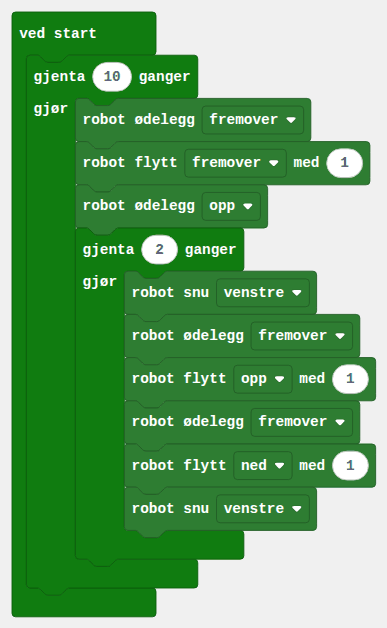 ved start
gjenta 10 ganger
gjør
robot ødelegg fremover
robot flytt fremover med 1
robot ødelegg opp
gjenta 2 ganger
gjør
robot snu venstre
robot ødelegg fremover
robot flytt opp med 1
robot ødelegg fremover
robot flytt ned med 1
robot snu venstre